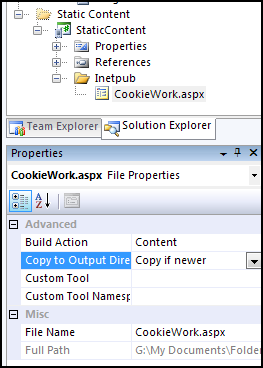 Static Content
StaticContent
Properties
References
Inetpub
CookieWork.aspx
Team Explorer Solution Explorer
Properties
CookieWork.aspx File Properties
Advanced
Build Action Content
Copy to Output Dire Copy if newer
Custom Tool
Custom Tool Namesp
Misc
File Name CookieWork.aspx
Full Path G:\My Documents\Folder